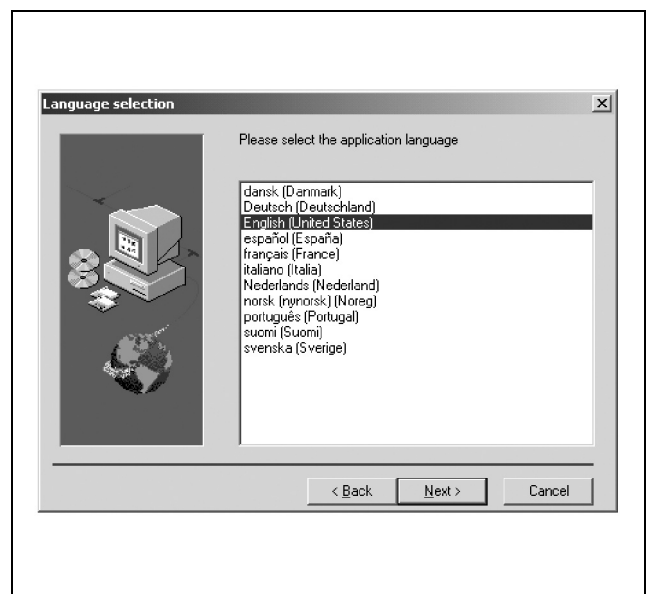 Language selection
Please select the application language
dansk (Danmark)
Deutsch (Deutschland)
English (United States)
español (España)
français (France)
italiano (Italia)
Nederlands (Nederland)
norsk (nynorsk) (Noreg)
português (Portugal)
suomi (Suomi)
svenska (Sverige)
< Back Next > Cancel